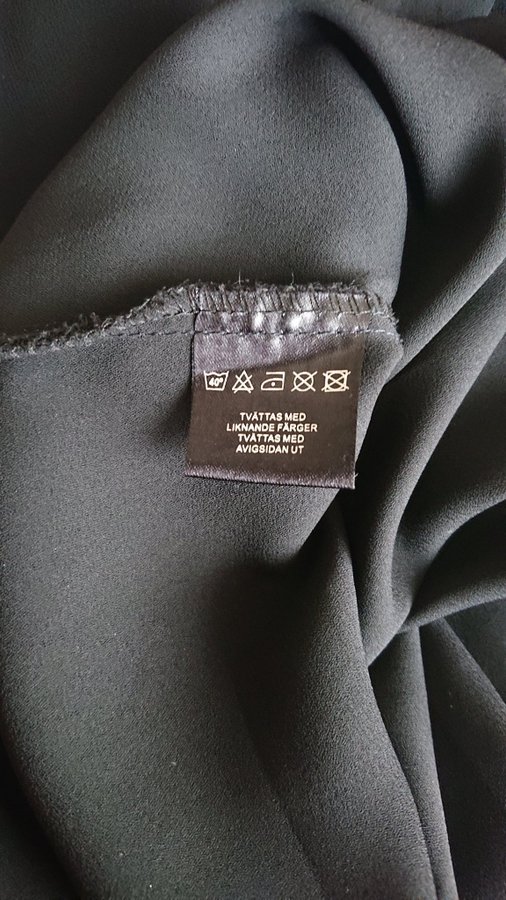 40°
TVÄTTAS MED
LIKNANDE FÄRGER
TVÄTTAS MED
AVIGSIDAN UT